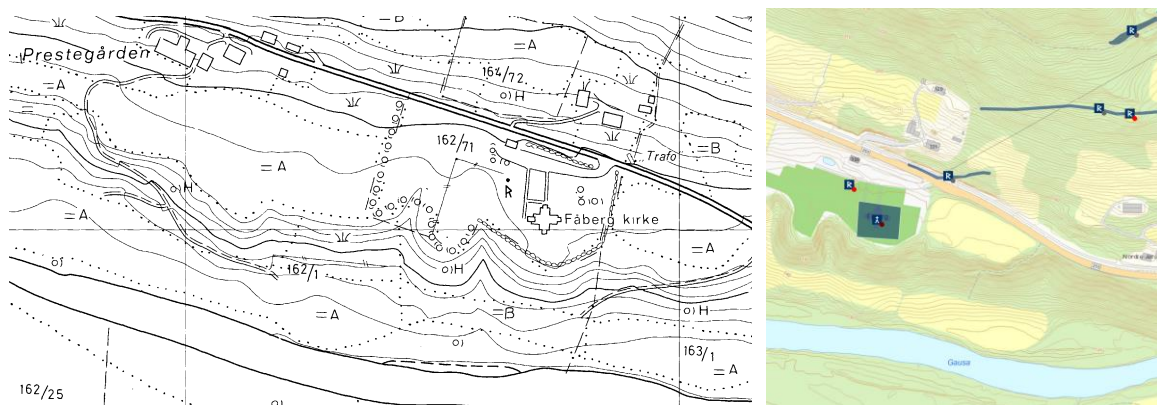 B
A
Prestegården
164/72
H
A
162/71
B
Trafo
A
R
H
Fåberg kirke
A
A
162/1
H
H
A
B
163/1
A
162/25
R
R
R
R
R
Gausa